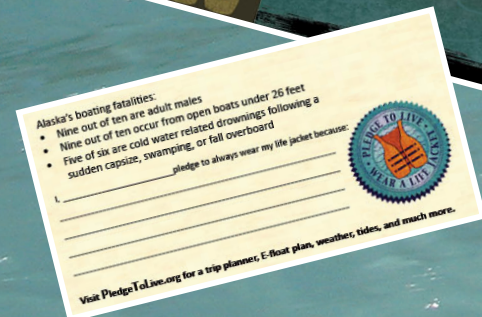 Alaska's boating fatalities:
• Nine out of ten are adult males
• Nine out of ten occur from open boats under 26 feet
• Five of six are cold water related drownings following a
sudden capsize, swamping, or fall overboard
I, ____________________pledge to always wear my life jacket because:
PLEDGE TO LIVE
WEAR A LIFE JACKET
Visit PledgeToLive.org for a trip planner, E-float plan, weather, tides, and much more.